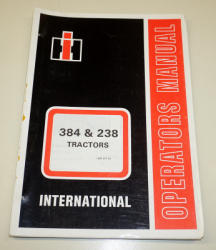 384 & 238
TRACTORS
INTERNATIONAL
OPERATORS MANUAL